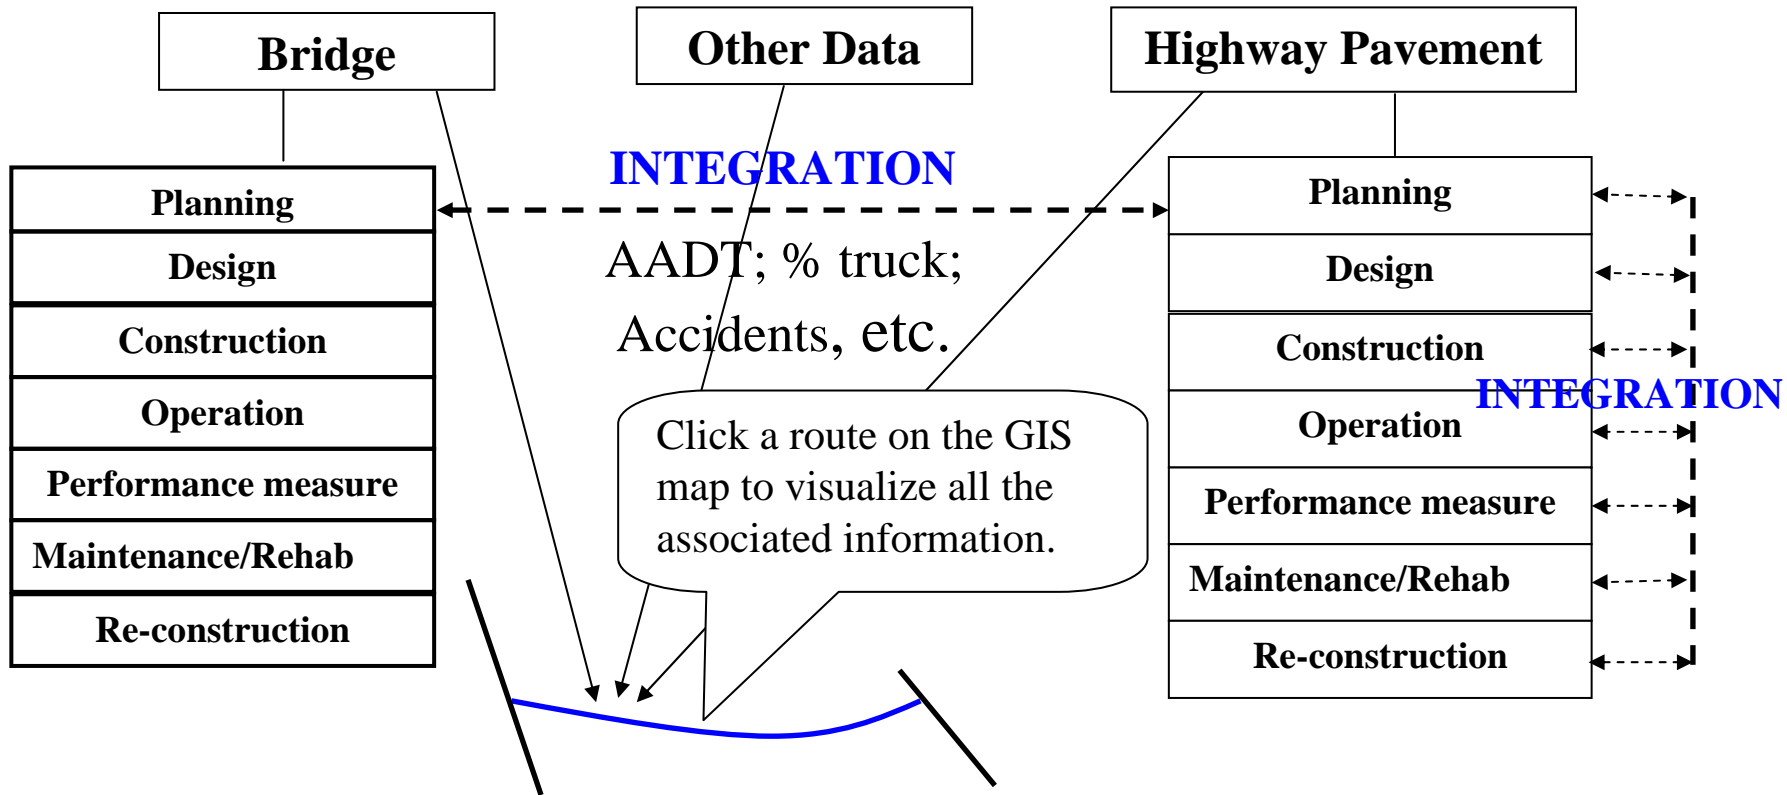 Bridge
Other Data
Highway Pavement
INTEGRATION
Planning
Design
Construction
Operation
Performance measure
Maintenance/Rehab
Re-construction
AADT; % truck;
Accidents, etc.
Click a route on the GIS
map to visualize all the
associated information.
Planning
Design
Construction
Operation
Performance measure
Maintenance/Rehab
Re-construction
INTEGRATION